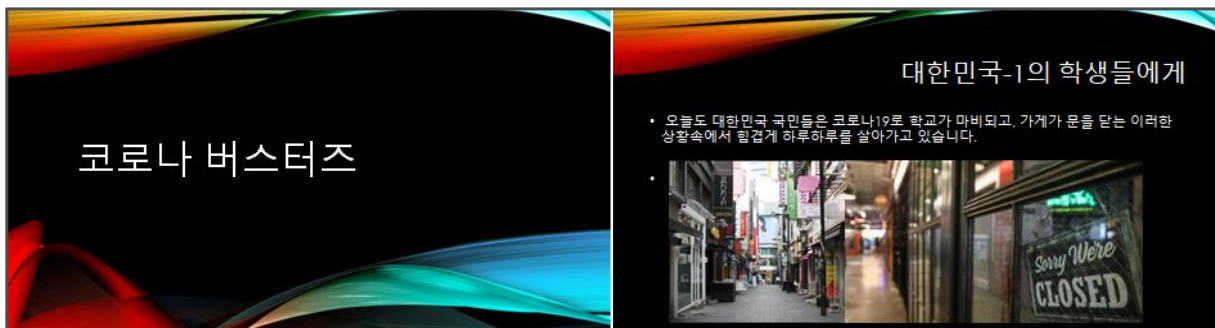 코로나 버스터즈
대한민국-1의 학생들에게
• 오늘도 대한민국 국민들은 코로나19로 학교가 마비되고, 가게가 문을 닫는 이러한
상황속에서 힘겹게 하루하루를 살아가고 있습니다.
•
Sorry We're
CLOSED